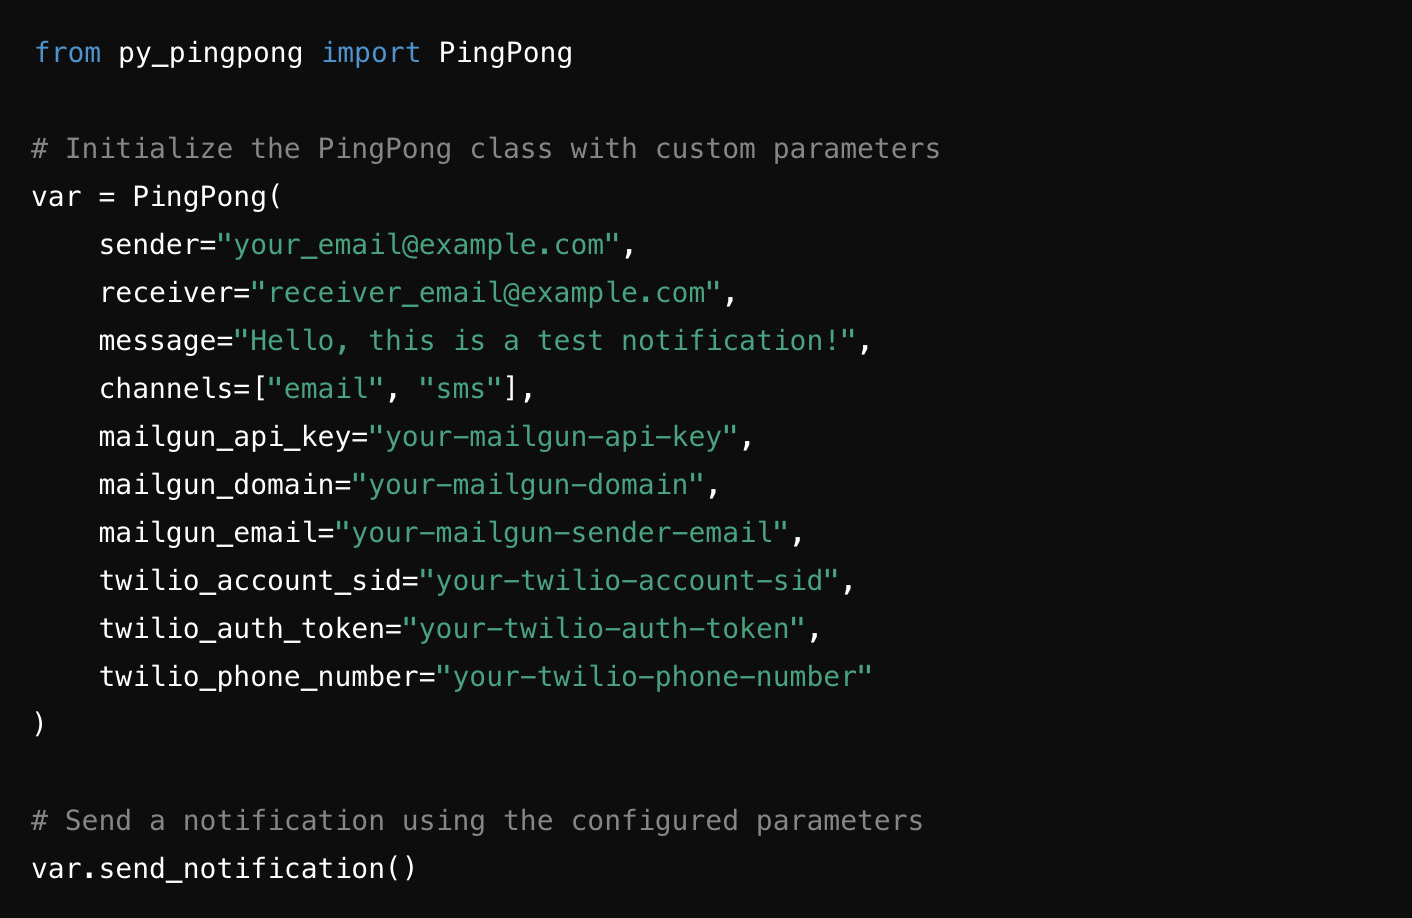 from py_pingpong import PingPong
# Initialize the PingPong class with custom parameters
var = PingPong(
    sender="your_email@example.com",
    receiver="receiver_email@example.com",
    message="Hello, this is a test notification!",
    channels=["email", "sms"],
    mailgun_api_key="your-mailgun-api-key",
    mailgun_domain="your-mailgun-domain",
    mailgun_email="your-mailgun-sender-email",
    twilio_account_sid="your-twilio-account-sid",
    twilio_auth_token="your-twilio-auth-token",
    twilio_phone_number="your-twilio-phone-number"
)
# Send a notification using the configured parameters
var.send_notification()